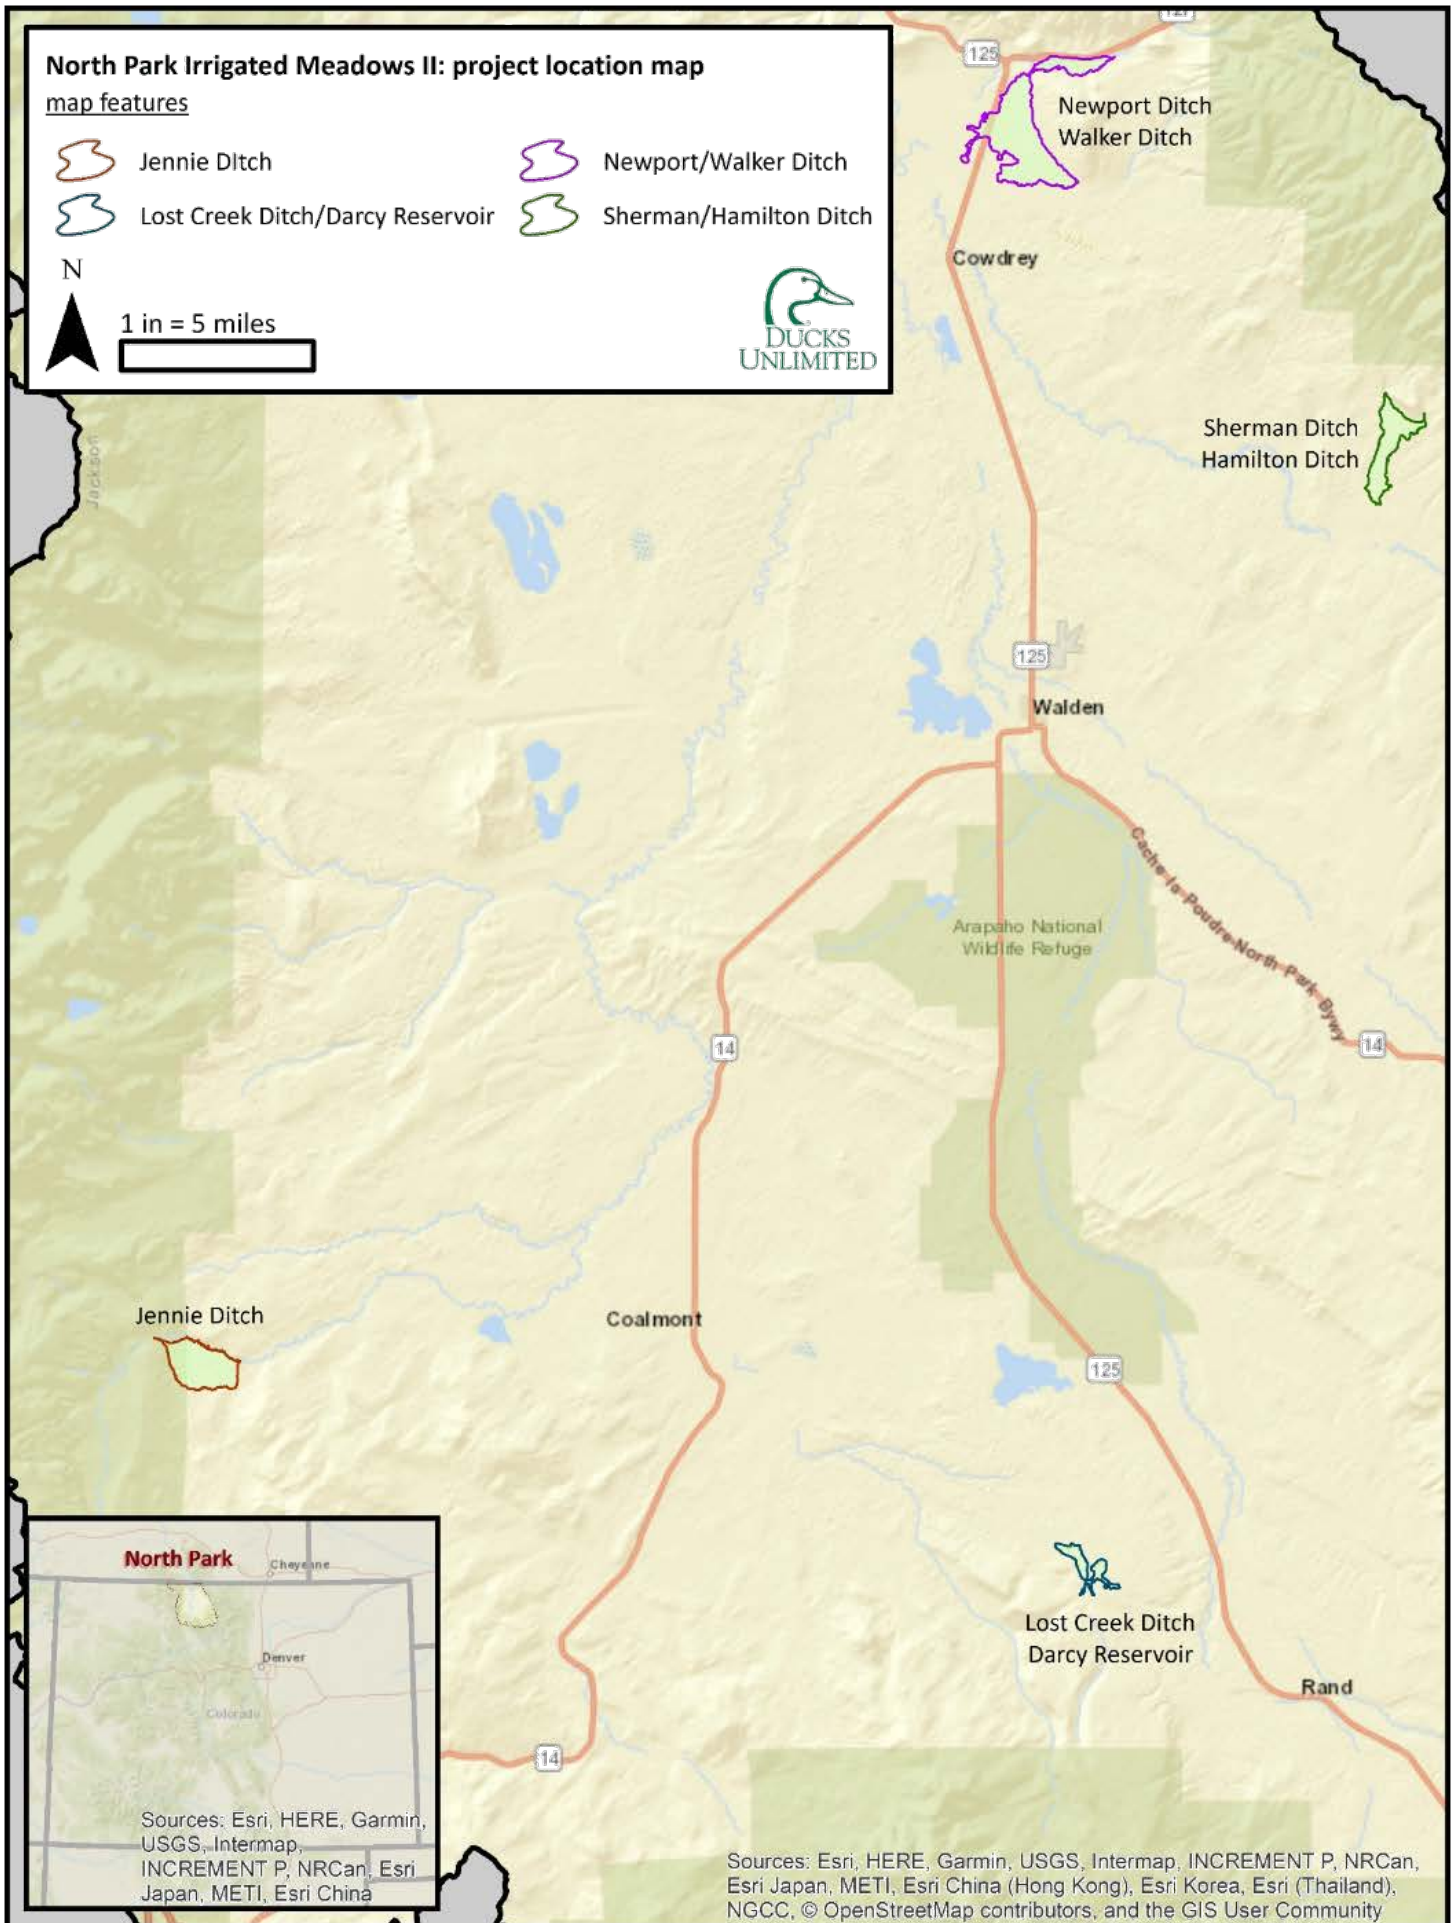 North Park Irrigated Meadows II: project location map
map features
Jennie DItch
Newport/Walker Ditch
Lost Creek Ditch/Darcy Reservoir
Sherman/Hamilton Ditch
N
1 in = 5 miles
DUCKS
UNLIMITED
127
125
Newport Ditch
Walker Ditch
Cowdrey
Jackson
Sherman Ditch
Hamilton Ditch
125
Walden
Cache la Poudre-North Park Bywy
Arapaho National
Wildlife Refuge
14
14
Jennie Ditch
Coalmont
125
Lost Creek Ditch
Darcy Reservoir
Rand
14
North Park
Cheyenne
Denver
Colorado
Sources: Esri, HERE, Garmin,
USGS, Intermap,
INCREMENT P, NRCan, Esri
Japan, METI, Esri China
Sources: Esri, HERE, Garmin, USGS, Intermap, INCREMENT P, NRCan,
Esri Japan, METI, Esri China (Hong Kong), Esri Korea, Esri (Thailand),
NGCC, © OpenStreetMap contributors, and the GIS User Community